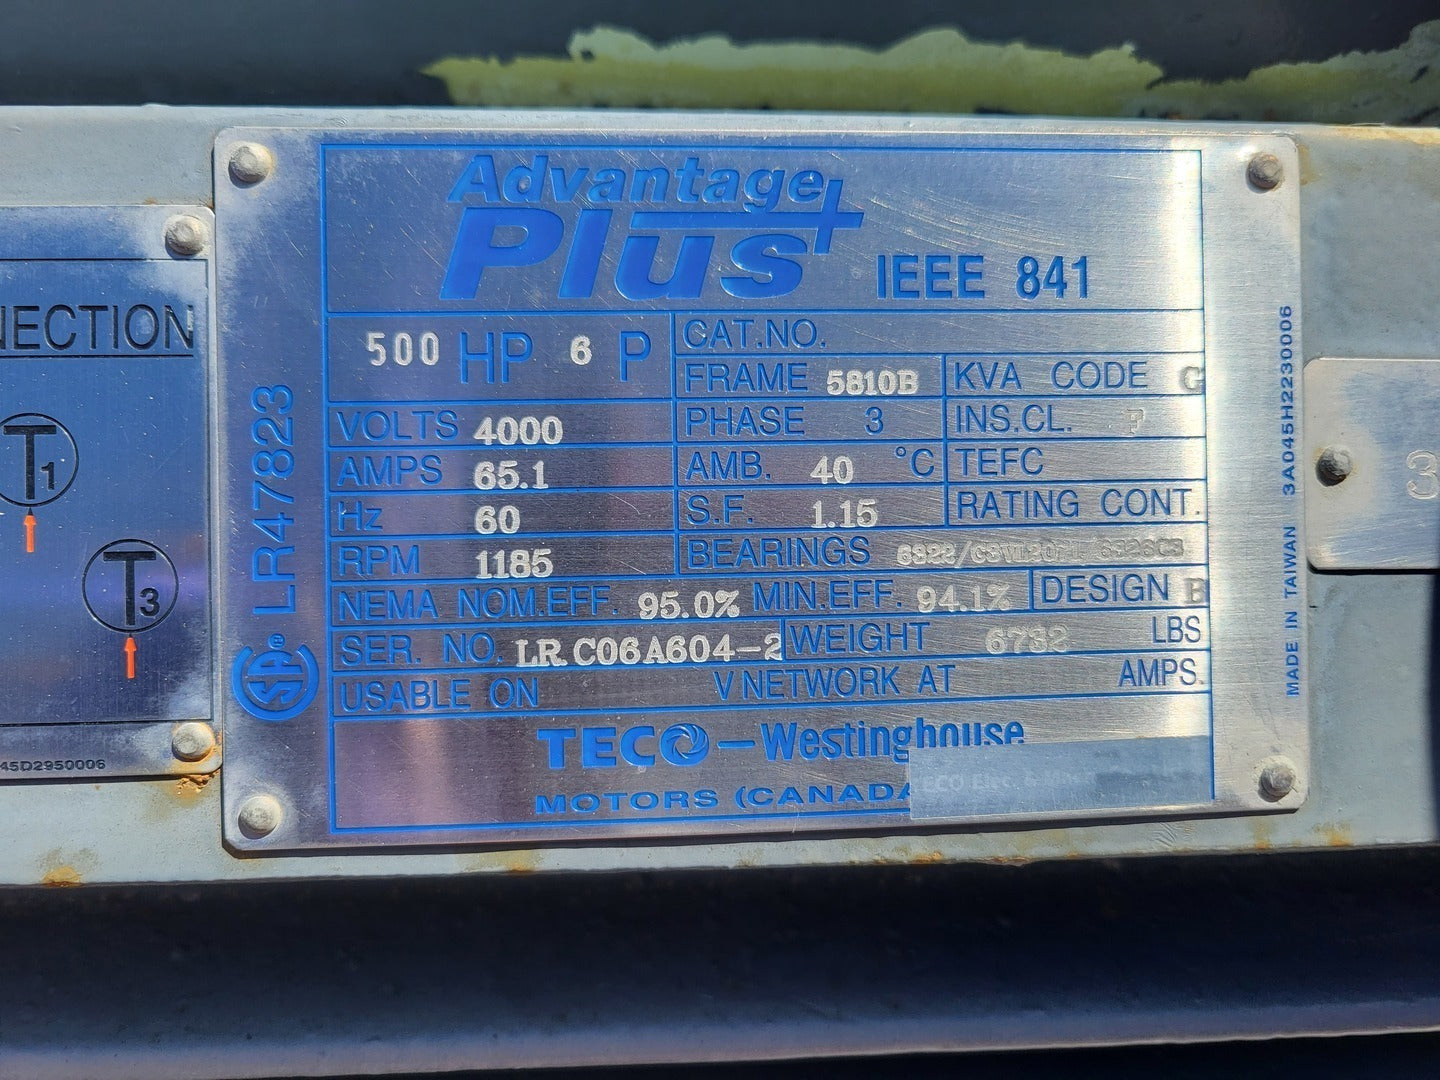 Advantage
Plus+ IEEE 841
500 HP 6 P
CAT.NO.
FRAME 5810B KVA CODE G
VOLTS 4000 PHASE 3 INS.CL. F
AMPS 65.1 AMB. 40 °C TEFC
Hz 60 S.F. 1.15 RATING CONT.
RPM 1185 BEARINGS
NEMA NOM.EFF. 95.0% MIN.EFF. 94.1% DESIGN B
SER. NO. LR.C06A604-2 WEIGHT 6732 LBS
USABLE ON V NETWORK AT AMPS.
TECO-Westinghouse
MOTORS (CANADA
LR47823
MADE IN TAIWAN 3A045H2230006
NECTION
T1
T3
45D2950006
3